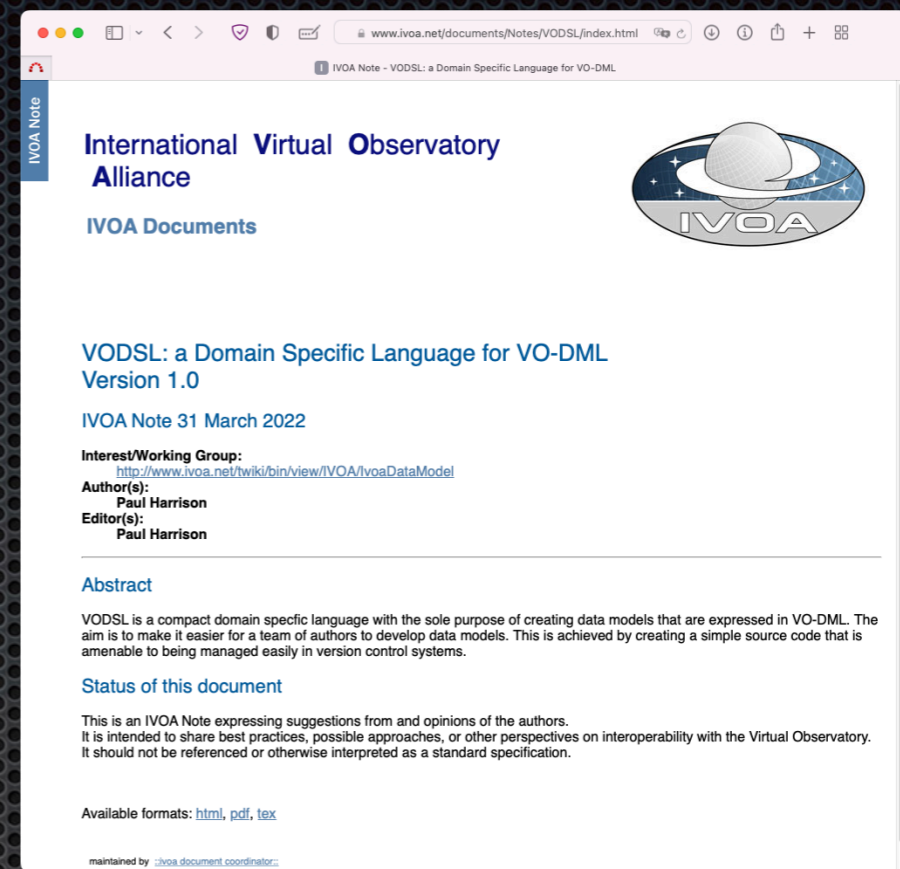 www.ivoa.net/documents/Notes/VODSL/index.html
I IVOA Note - VODSL: a Domain Specific Language for VO-DML
IVOA Note
International Virtual Observatory
Alliance
IVOA
IVOA Documents
VODSL: a Domain Specific Language for VO-DML
Version 1.0
IVOA Note 31 March 2022
Interest/Working Group:
http://www.ivoa.net/twiki/bin/view/IVOA/IvoaDataModel
Author(s):
Paul Harrison
Editor(s):
Paul Harrison
Abstract
VODSL is a compact domain specfic language with the sole purpose of creating data models that are expressed in VO-DML. The
aim is to make it easier for a team of authors to develop data models. This is achieved by creating a simple source code that is
amenable to being managed easily in version control systems.
Status of this document
This is an IVOA Note expressing suggestions from and opinions of the authors.
It is intended to share best practices, possible approaches, or other perspectives on interoperability with the Virtual Observatory.
It should not be referenced or otherwise interpreted as a standard specification.
Available formats: html, pdf, tex
maintained by ::ivoa document coordinator::